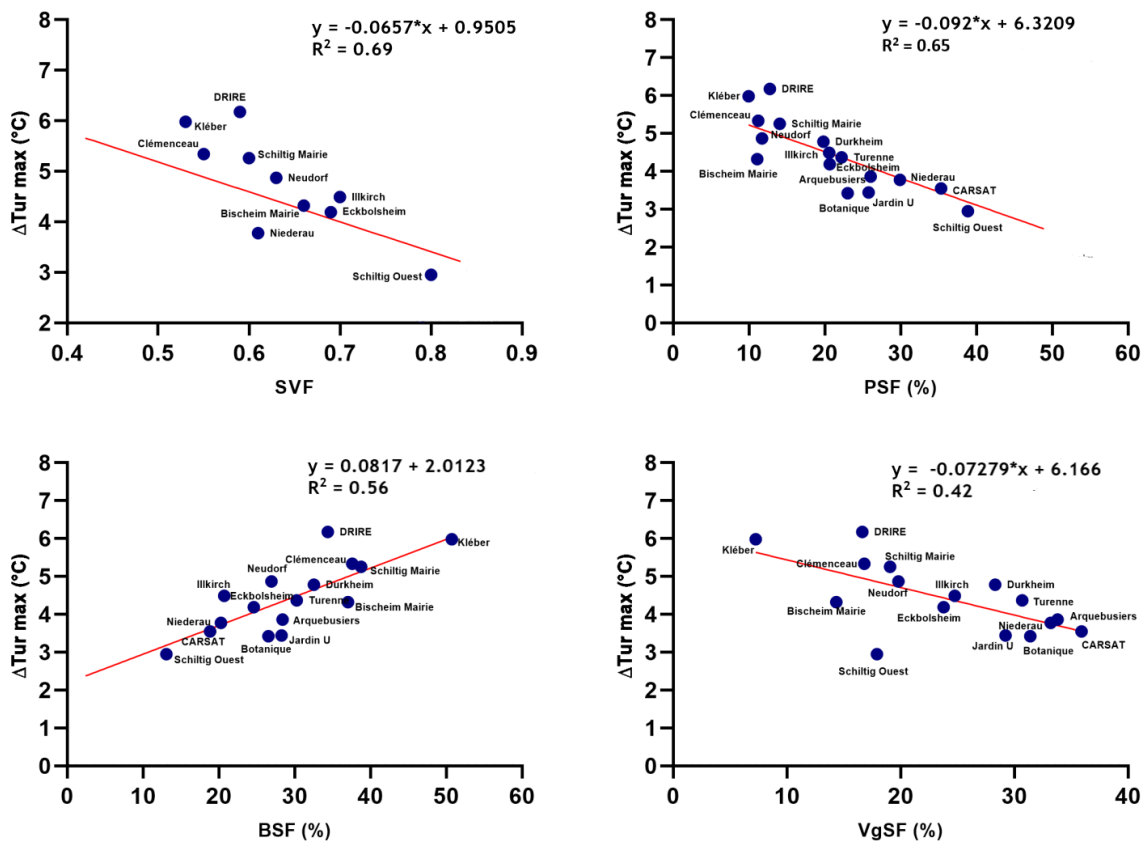 y = -0.0657*x + 0.9505
R² = 0.69
ΔTur max (°C)
8
7
6
5
4
3
2
DRIRE
Kléber
Clémenceau
Schiltig Mairie
Neudorf
Illkirch
Bischeim Mairie
Eckbolsheim
Niederau
Schiltig Ouest
0.4 0.5 0.6 0.7 0.8 0.9
SVF
y = -0.092*x + 6.3209
R² = 0.65
ΔTur max (°C)
8
7
6
5
4
3
2
1
0
DRIRE
Kléber
Clémenceau
Schiltig Mairie
Neudorf
Durkheim
Illkirch
Turenne
Bischeim Mairie
Eckbolsheim
Arquebusiers
Niederau
CARSAT
Jardin U
Botanique
Schiltig Ouest
0 10 20 30 40 50 60
PSF (%)
y = 0.0817 + 2.0123
R² = 0.56
ΔTur max (°C)
8
7
6
5
4
3
2
1
0
DRIRE
Kléber
Clémenceau
Schiltig Mairie
Neudorf
Illkirch
Durkheim
Eckbolsheim
Turenne
Bischeim Mairie
Niederau
Arquebusiers
CARSAT
Jardin U
Botanique
Schiltig Ouest
0 10 20 30 40 50 60
BSF (%)
y = -0.07279*x + 6.166
R² = 0.42
ΔTur max (°C)
8
7
6
5
4
3
2
1
0
DRIRE
Kléber
Clémenceau
Schiltig Mairie
Neudorf
Illkirch
Durkheim
Turenne
Bischeim Mairie
Eckbolsheim
Arquebusiers
Niederau
Jardin U
Botanique
CARSAT
Schiltig Ouest
0 10 20 30 40
VgSF (%)